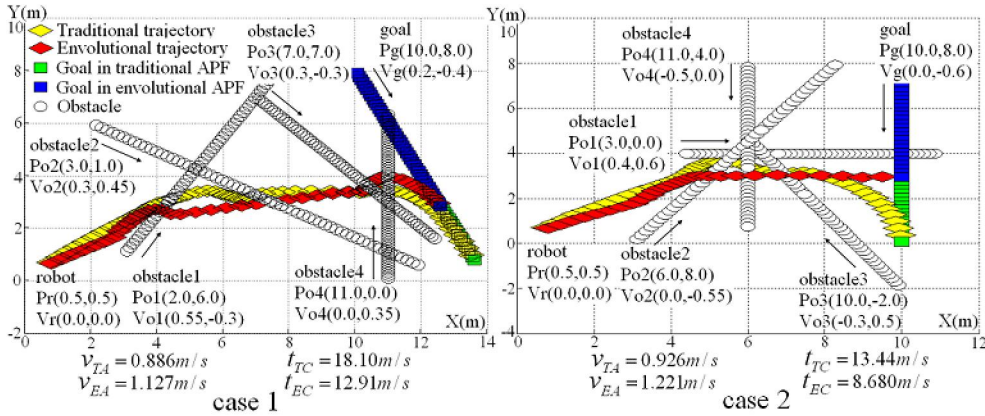 Y(m)
10
8
6
4
2
0
-2
Traditional trajectory
Envolutional trajectory
Goal in traditional APF
Goal in envolutional APF
Obstacle
obstacle3
Po3(7.0,7.0)
Vo3(0.3,-0.3)
goal
Pg(10.0,8.0)
Vg(0.2,-0.4)
obstacle2
Po2(3.0,1.0)
Vo2(0.3,0.45)
robot
Pr(0.5,0.5)
Vr(0.0,0.0)
obstacle1
Po1(2.0,6.0)
Vo1(0.55,-0.3)
obstacle4
Po4(11.0,0.0)
Vo4(0.0,0.35)
X(m)
0 2 4 6 8 10 12 14
v_TA = 0.886m/s t_TC = 18.10m/s
v_EA = 1.127m/s t_EC = 12.91m/s
case 1
Y(m)
10
8
6
4
2
0
-2
-4
obstacle4
Po4(11.0,4.0)
Vo4(-0.5,0.0)
goal
Pg(10.0,8.0)
Vg(0.0,-0.6)
obstacle1
Po1(3.0,0.0)
Vo1(0.4,0.6)
robot
Pr(0.5,0.5)
Vr(0.0,0.0)
obstacle2
Po2(6.0,8.0)
Vo2(0.0,-0.55)
obstacle3
Po3(10.0,-2.0)
Vo3(-0.3,0.5)
X(m)
0 2 4 6 8 10 12
v_TA = 0.926m/s t_TC = 13.44m/s
v_EA = 1.221m/s t_EC = 8.680m/s
case 2